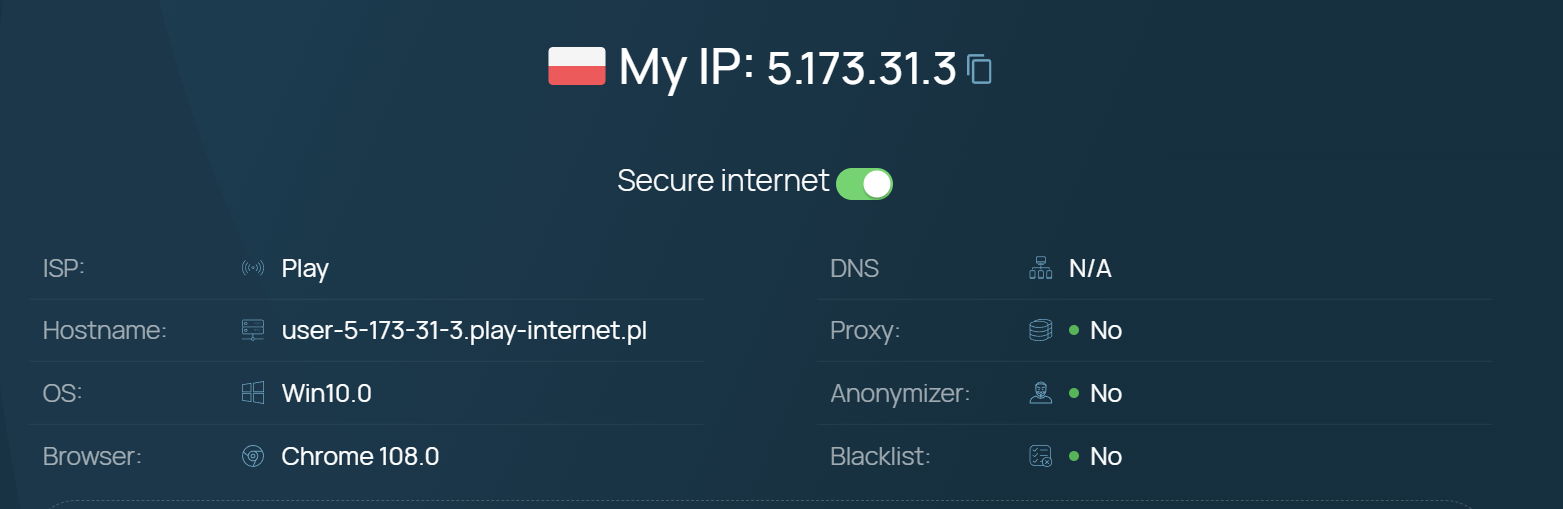 My IP: 5.173.31.3
Secure internet
ISP: Play
Hostname: user-5-173-31-3.play-internet.pl
OS: Win10.0
Browser: Chrome 108.0
DNS N/A
Proxy: No
Anonymizer: No
Blacklist: No